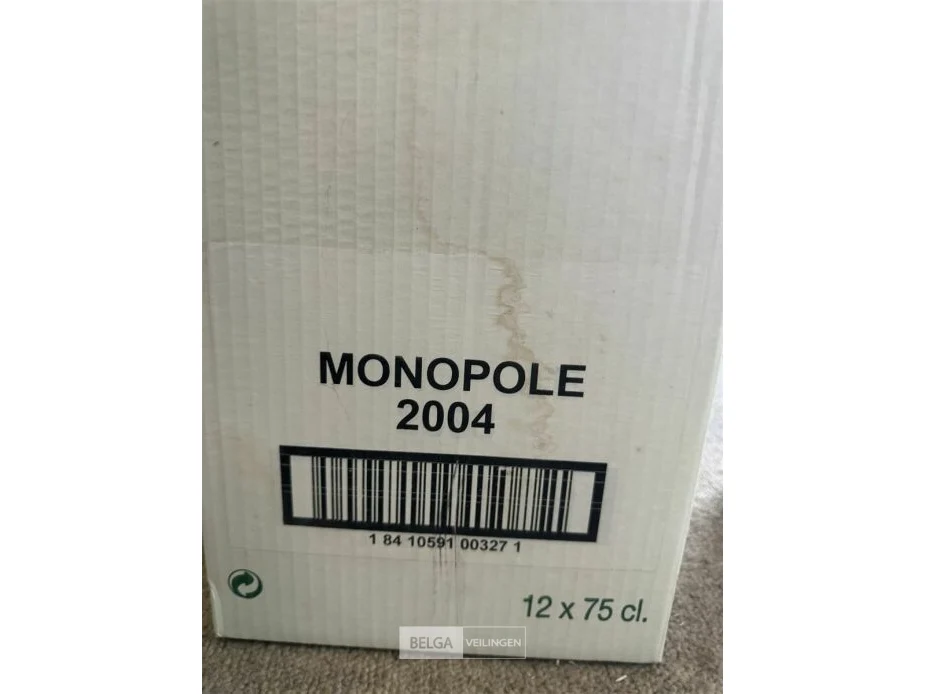 MONOPOLE
2004
1 84 10591 00327 1
12 x 75 cl.
BELGA VEILINGEN